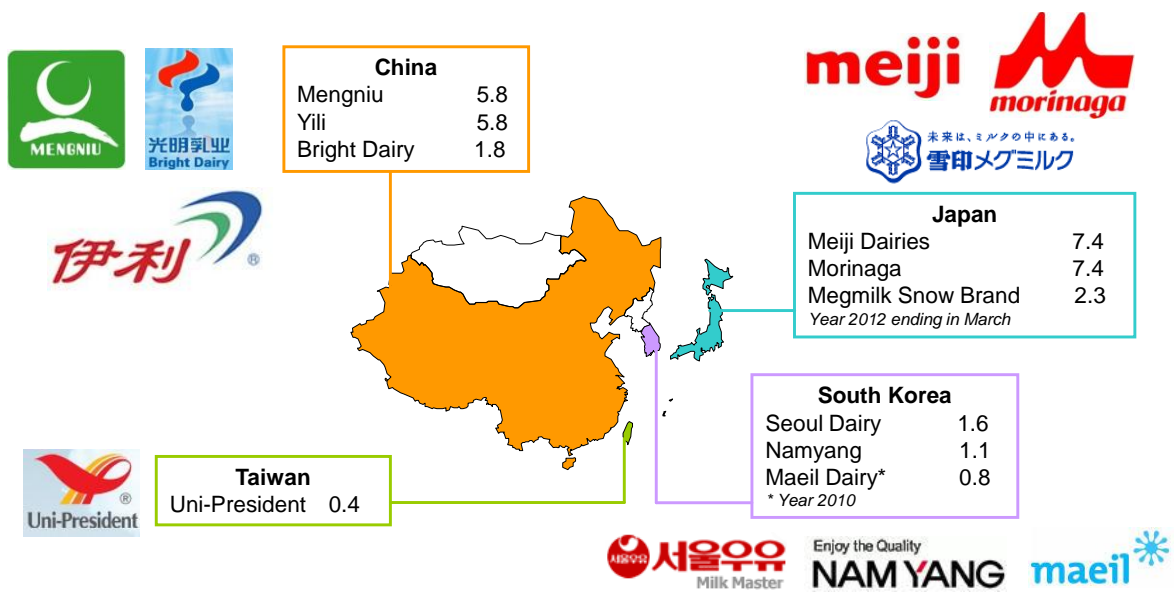 MENGNIU
光明乳业
Bright Dairy
伊利
®
China
Mengniu 5.8
Yili 5.8
Bright Dairy 1.8
meiji
morinaga
未来は、ミルクの中にある。
雪印メグミルク
Japan
Meiji Dairies 7.4
Morinaga 7.4
Megmilk Snow Brand 2.3
Year 2012 ending in March
South Korea
Seoul Dairy 1.6
Namyang 1.1
Maeil Dairy* 0.8
* Year 2010
Taiwan
Uni-President 0.4
®
Uni-President
서울우유
서울우유
Milk Master
Enjoy the Quality
NAMYANG
maeil